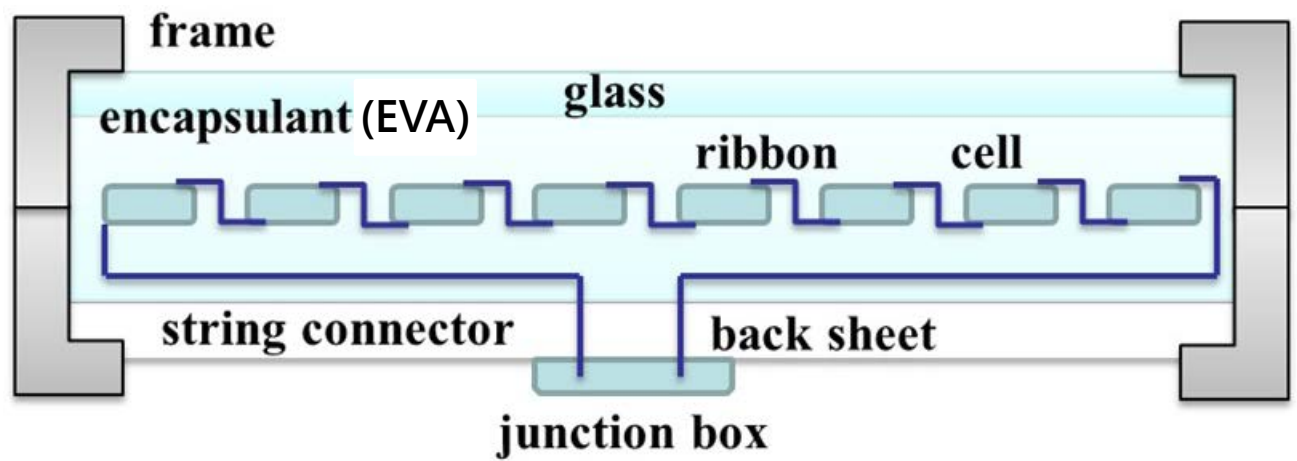 frame
glass
encapsulant (EVA)
ribbon
cell
string connector
back sheet
junction box